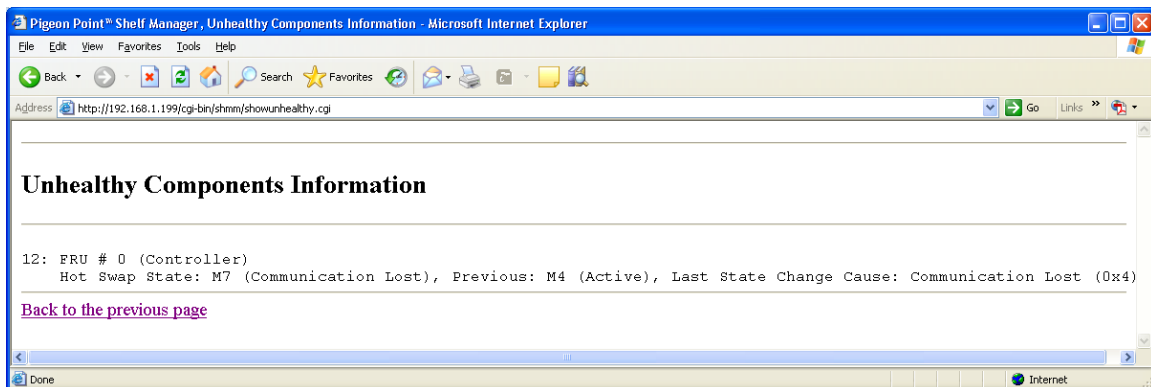 Pigeon Point™ Shelf Manager, Unhealthy Components Information - Microsoft Internet Explorer
File Edit View Favorites Tools Help
Back Search Favorites
Address http://192.168.1.199/cgi-bin/shmm/showunhealthy.cgi Go Links »
Unhealthy Components Information
12: FRU # 0 (Controller)
Hot Swap State: M7 (Communication Lost), Previous: M4 (Active), Last State Change Cause: Communication Lost (0x4)
Back to the previous page
Done Internet